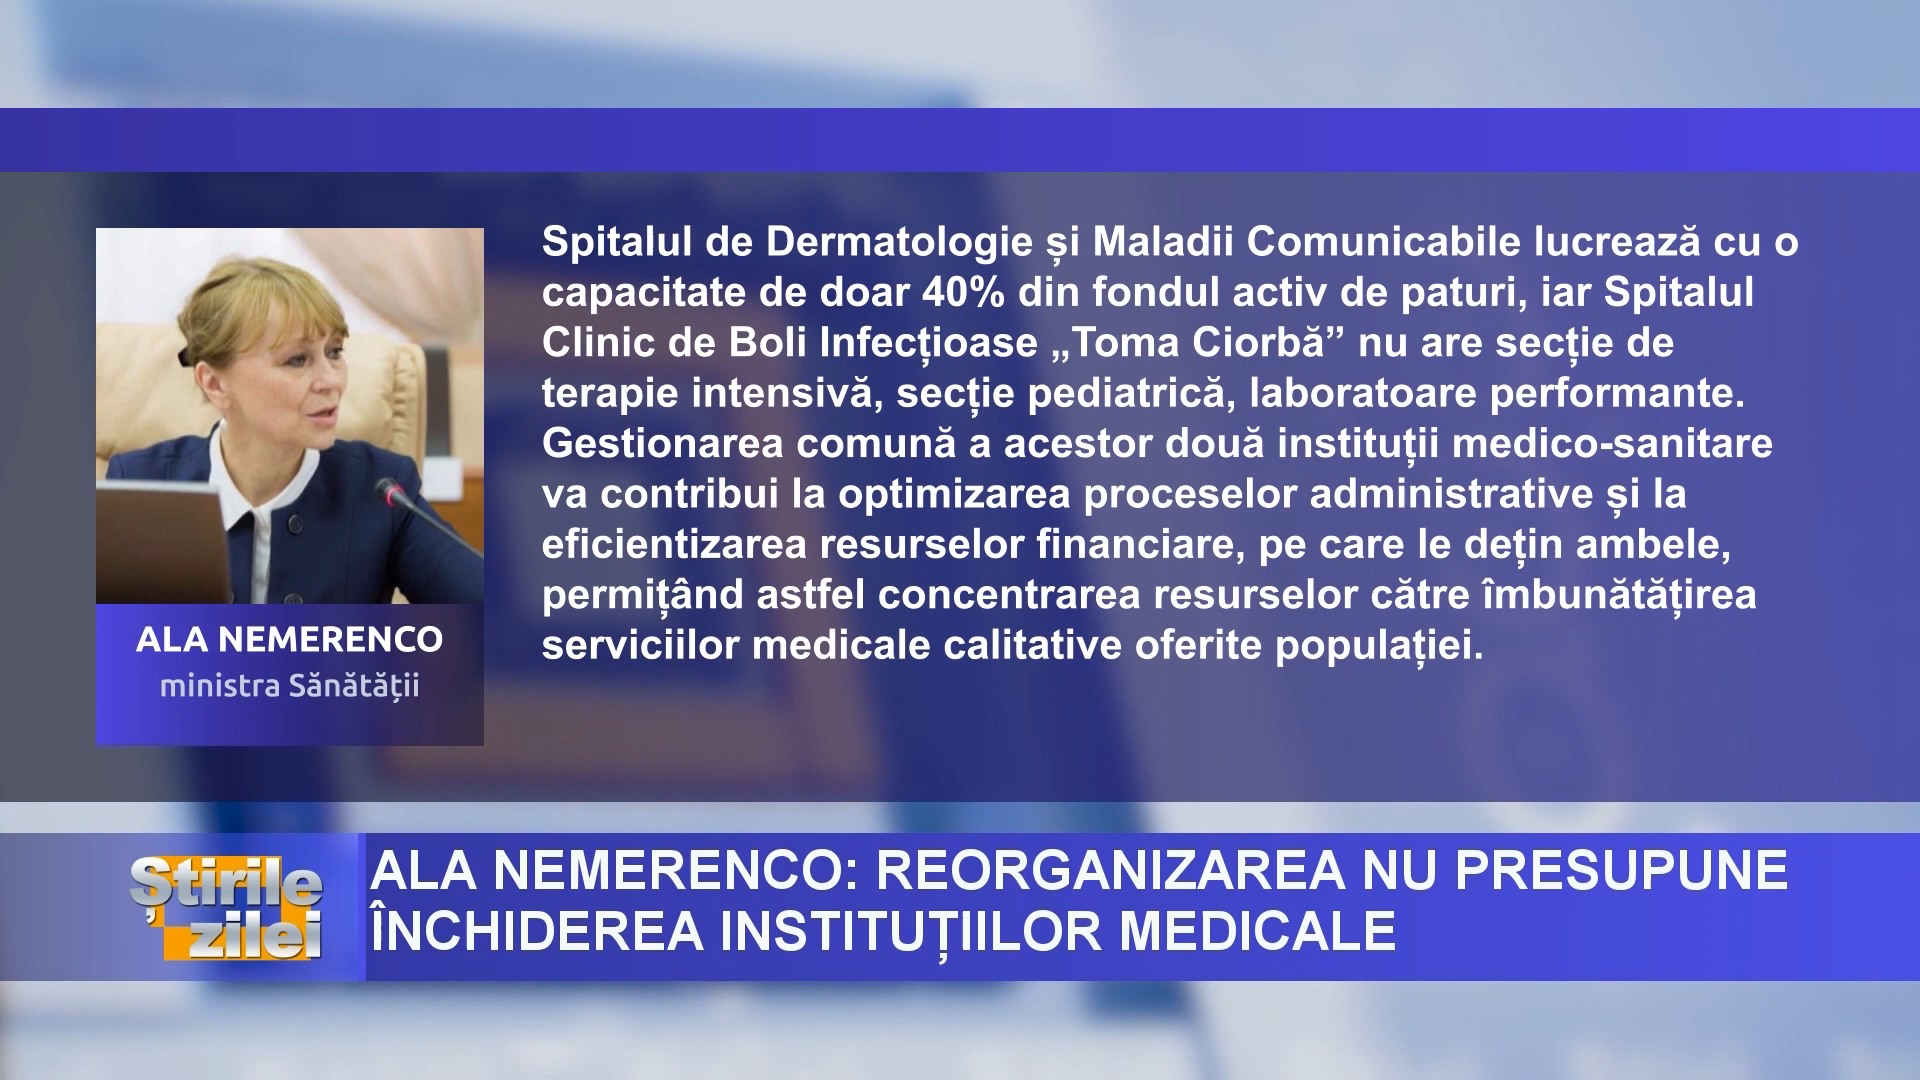 Spitalul de Dermatologie și Maladii Comunicabile lucrează cu o
capacitate de doar 40% din fondul activ de paturi, iar Spitalul
Clinic de Boli Infecțioase „Toma Ciorbă” nu are secție de
terapie intensivă, secție pediatrică, laboratoare performante.
Gestionarea comună a acestor două instituții medico-sanitare
va contribui la optimizarea proceselor administrative și la
eficientizarea resurselor financiare, pe care le dețin ambele,
permițând astfel concentrarea resurselor către îmbunătățirea
serviciilor medicale calitative oferite populației.
ALA NEMERENCO
ministra Sănătății
Știrile
zilei
ALA NEMERENCO: REORGANIZAREA NU PRESUPUNE
ÎNCHIDEREA INSTITUȚIILOR MEDICALE